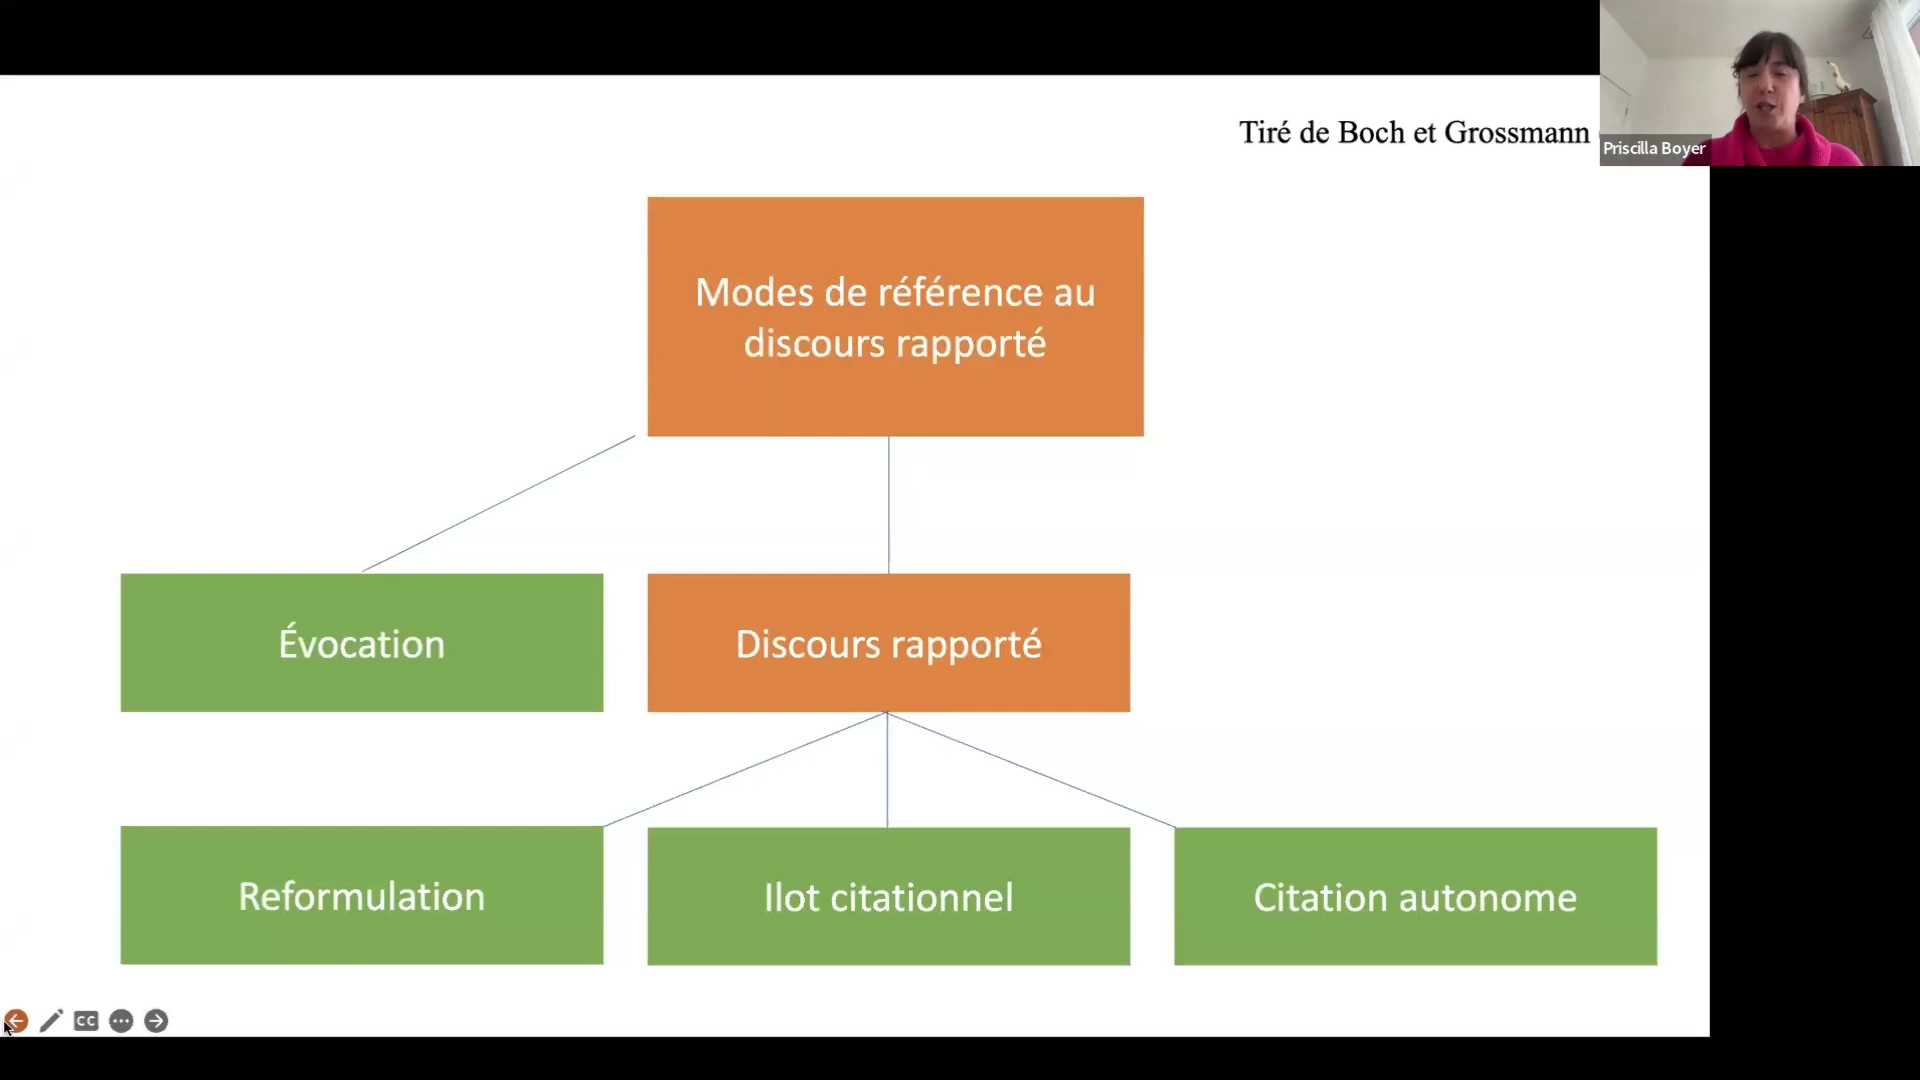 Tiré de Boch et Grossmann
Priscilla Boyer
Modes de référence au
discours rapporté
Évocation
Discours rapporté
Reformulation
Ilot citationnel
Citation autonome
CC